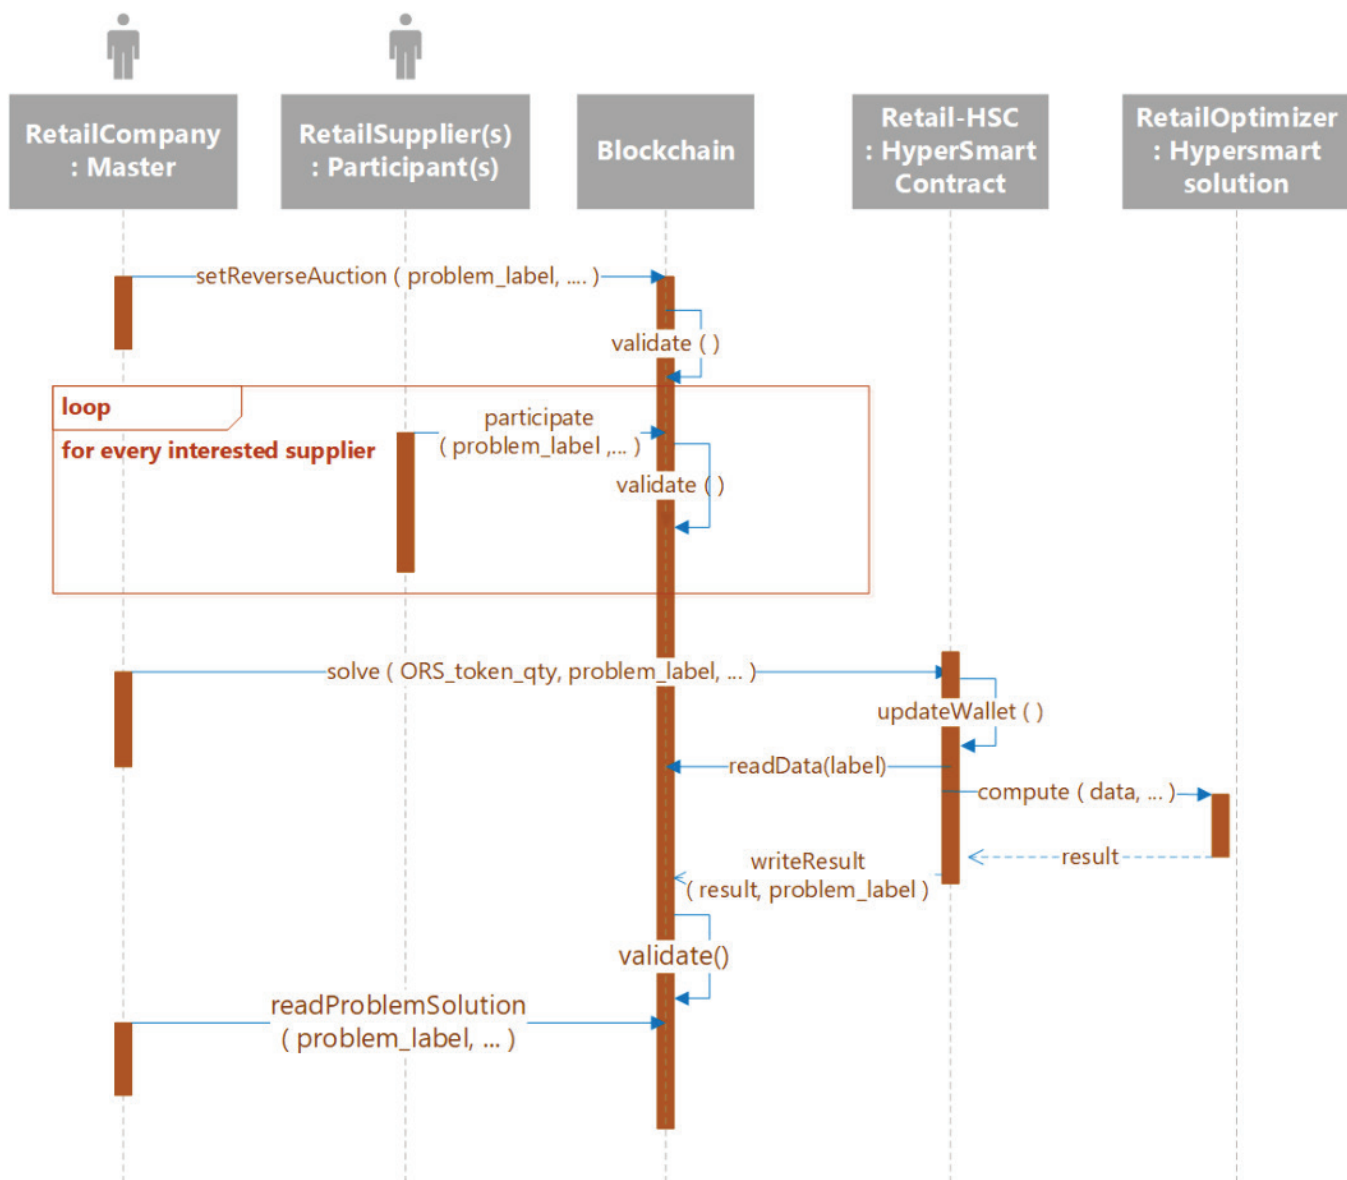 RetailCompany
: Master
RetailSupplier(s)
: Participant(s)
Blockchain
Retail-HSC
: HyperSmart
Contract
RetailOptimizer
: Hypersmart
solution
setReverseAuction ( problem_label, .... )
validate ( )
loop
for every interested supplier
participate
( problem_label ,... )
validate ( )
solve ( ORS_token_qty, problem_label, ... )
updateWallet ( )
readData(label)
compute ( data, ... )
result
writeResult
( result, problem_label )
validate()
readProblemSolution
( problem_label, ... )